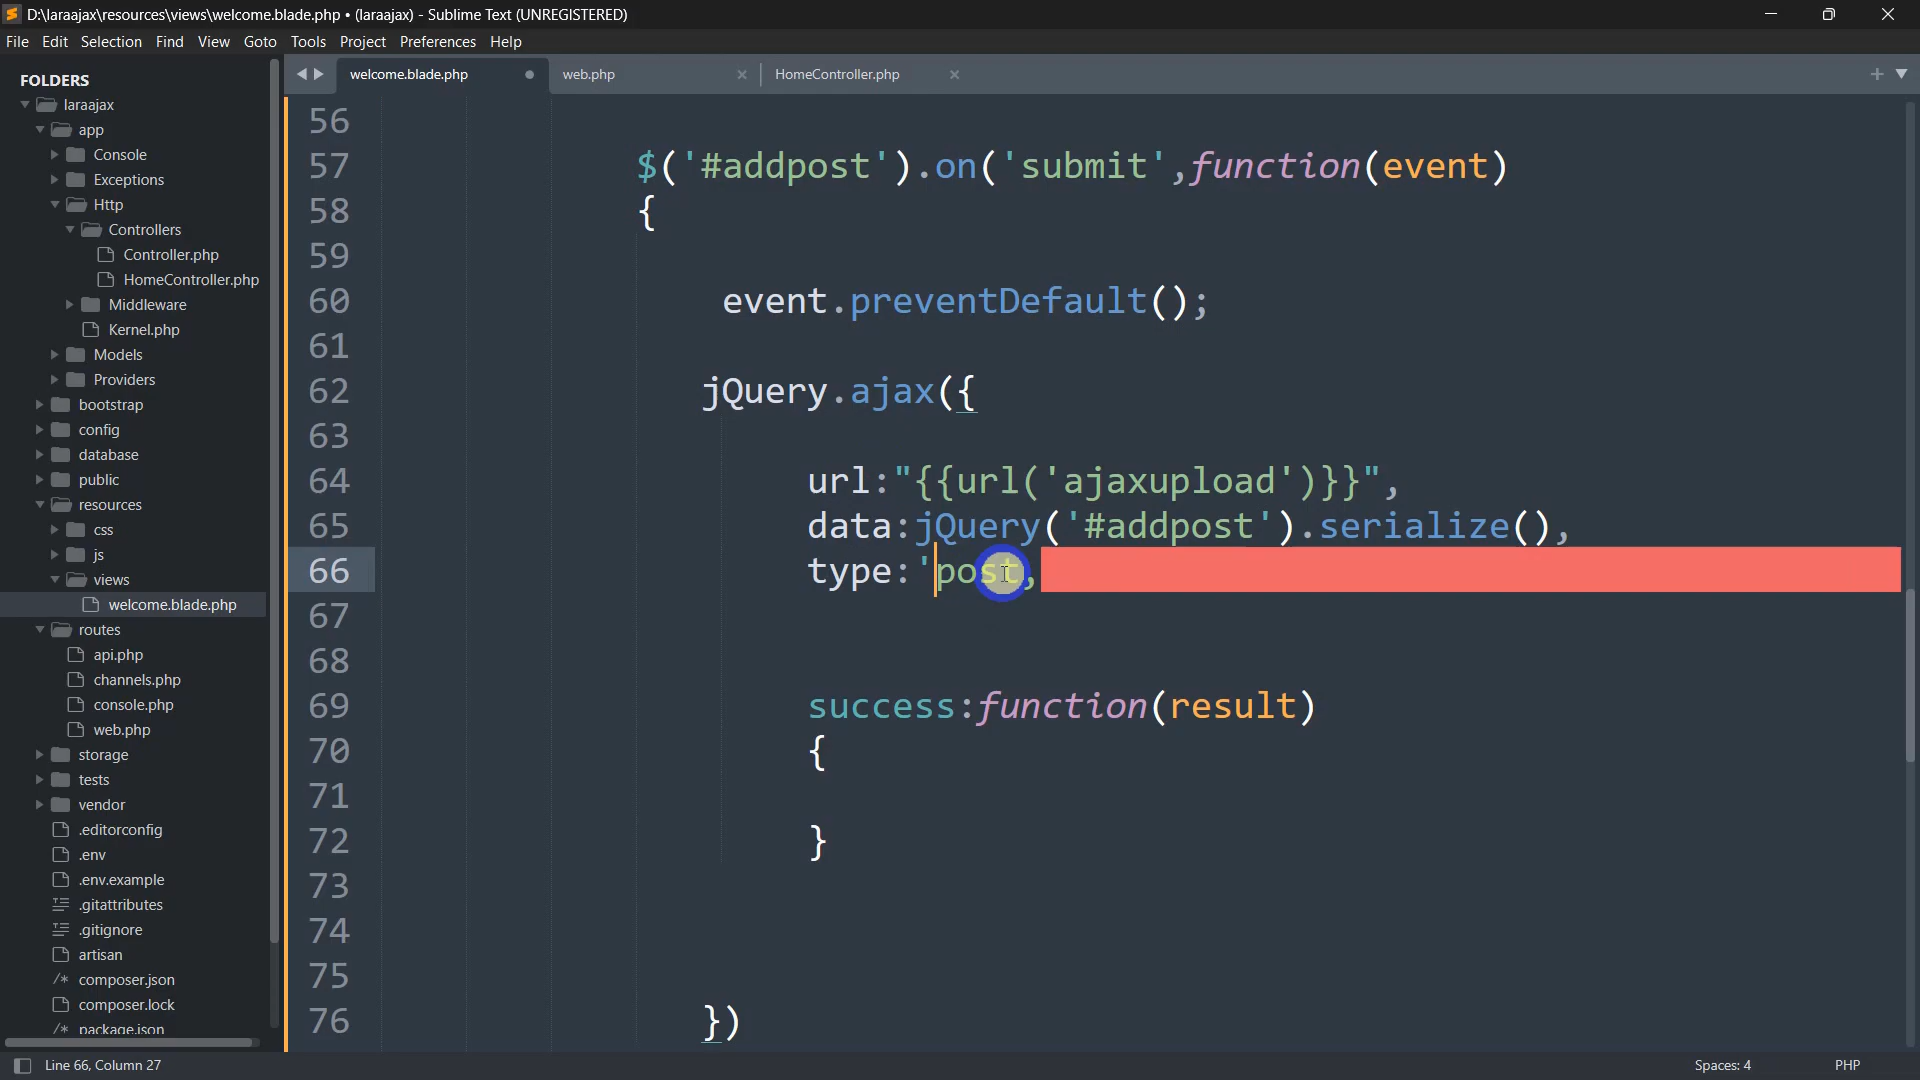 D:\laraajax\resources\views\welcome.blade.php • (laraajax) - Sublime Text (UNREGISTERED)
File Edit Selection Find View Goto Tools Project Preferences Help
FOLDERS
laraajax
app
Console
Exceptions
Http
Controllers
Controller.php
HomeController.php
Middleware
Kernel.php
Models
Providers
bootstrap
config
database
public
resources
css
js
views
welcome.blade.php
routes
api.php
channels.php
console.php
web.php
storage
tests
vendor
.editorconfig
.env
.env.example
.gitattributes
.gitignore
artisan
composer.json
composer.lock
package.json
welcome.blade.php web.php HomeController.php
56
57 $('#addpost').on('submit',function(event)
58 {
59
60 event.preventDefault();
61
62 jQuery.ajax({
63
64 url:"{{url('ajaxupload')}}",
65 data:jQuery('#addpost').serialize(),
66 type:'post,
67
68
69 success:function(result)
70 {
71
72 }
73
74
75
76 })
Line 66, Column 27 Spaces: 4 PHP